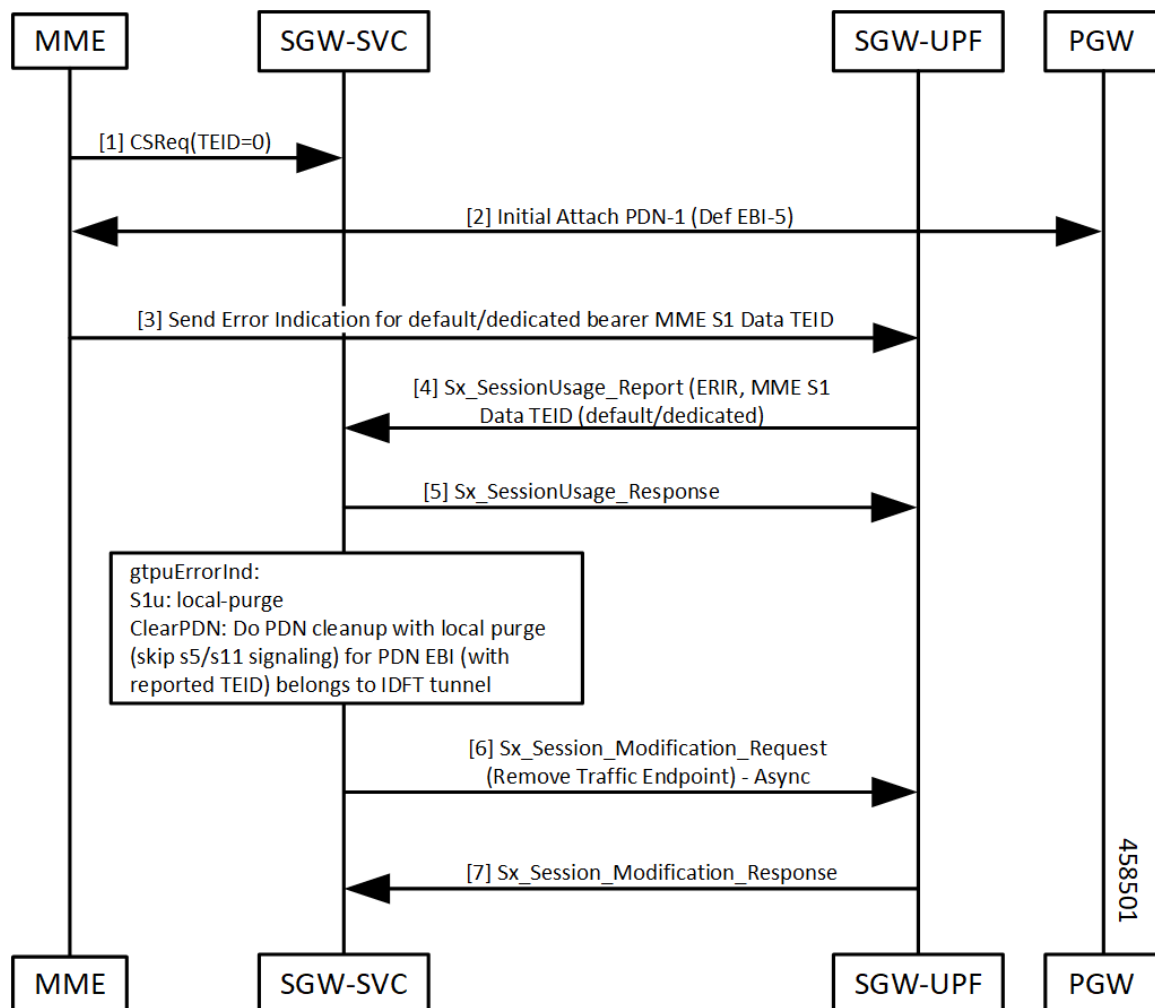 MME
SGW-SVC
SGW-UPF
PGW
[1] CSReq(TEID=0)
[2] Initial Attach PDN-1 (Def EBI-5)
[3] Send Error Indication for default/dedicated bearer MME S1 Data TEID
[4] Sx_SessionUsage_Report (ERIR, MME S1
Data TEID (default/dedicated)
[5] Sx_SessionUsage_Response
gtpuErrorInd:
S1u: local-purge
ClearPDN: Do PDN cleanup with local purge
(skip s5/s11 signaling) for PDN EBI (with
reported TEID) belongs to IDFT tunnel
[6] Sx_Session_Modification_Request
(Remove Traffic Endpoint) - Async
[7] Sx_Session_Modification_Response
458501
MME
SGW-SVC
SGW-UPF
PGW